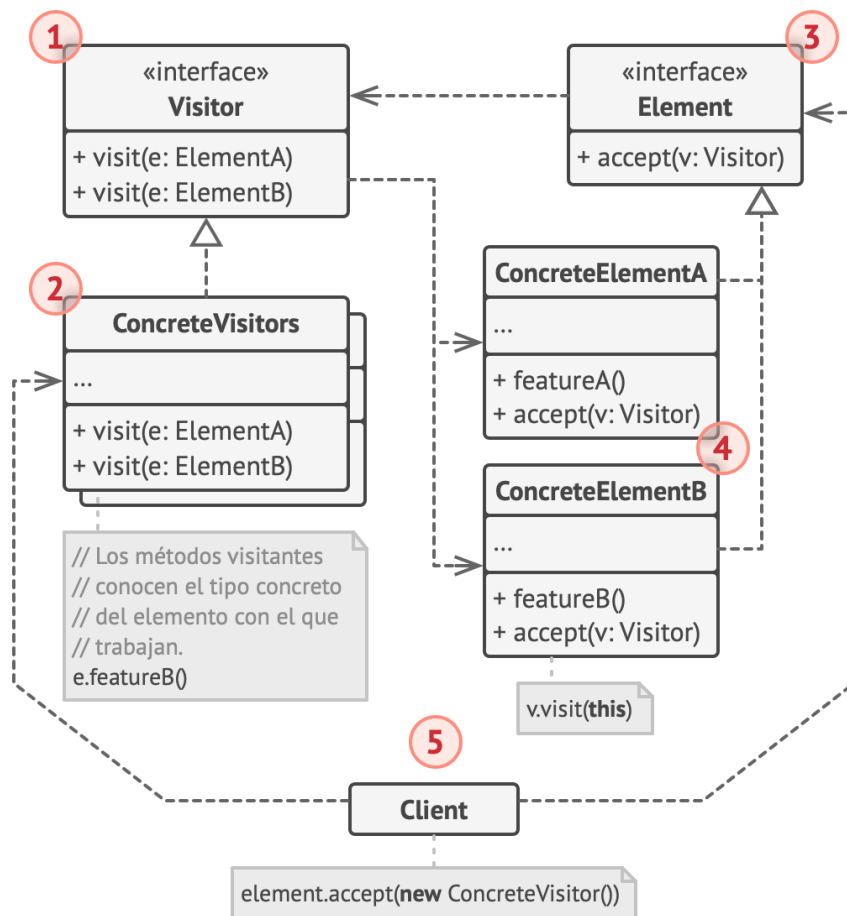 1
«interface»
Visitor
+ visit(e: ElementA)
+ visit(e: ElementB)
3
«interface»
Element
+ accept(v: Visitor)
2
ConcreteVisitors
...
+ visit(e: ElementA)
+ visit(e: ElementB)
// Los métodos visitantes
// conocen el tipo concreto
// del elemento con el que
// trabajan.
e.featureB()
ConcreteElementA
...
+ featureA()
+ accept(v: Visitor)
4
ConcreteElementB
...
+ featureB()
+ accept(v: Visitor)
v.visit(this)
5
Client
element.accept(new ConcreteVisitor())